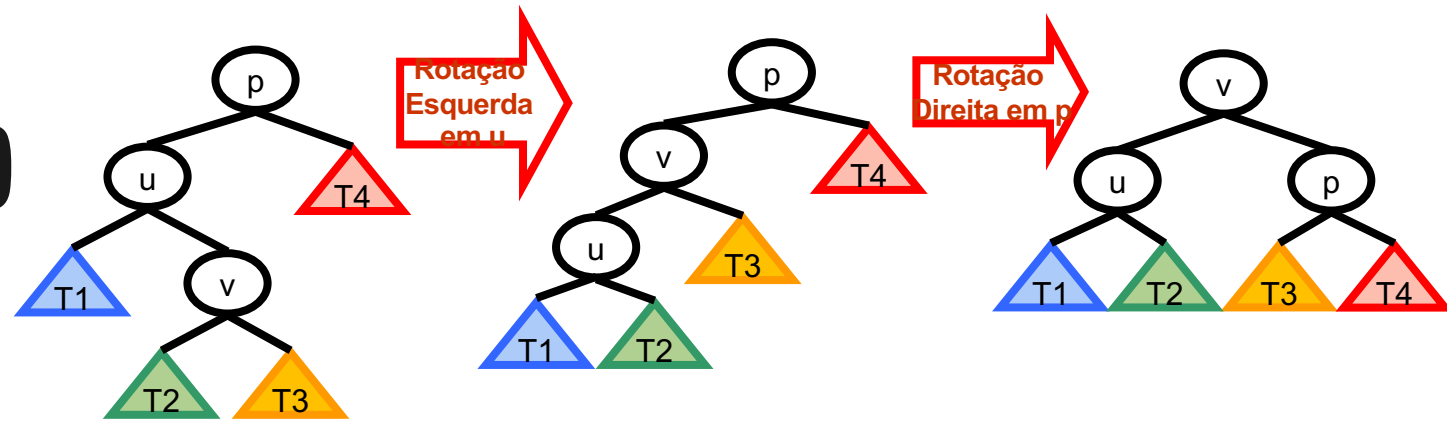 p
u
T4
T1
v
T2
T3
Rotação
Esquerda
em u
p
v
T4
u
T3
T1
T2
Rotação
Direita em p
v
u
p
T1
T2
T3
T4